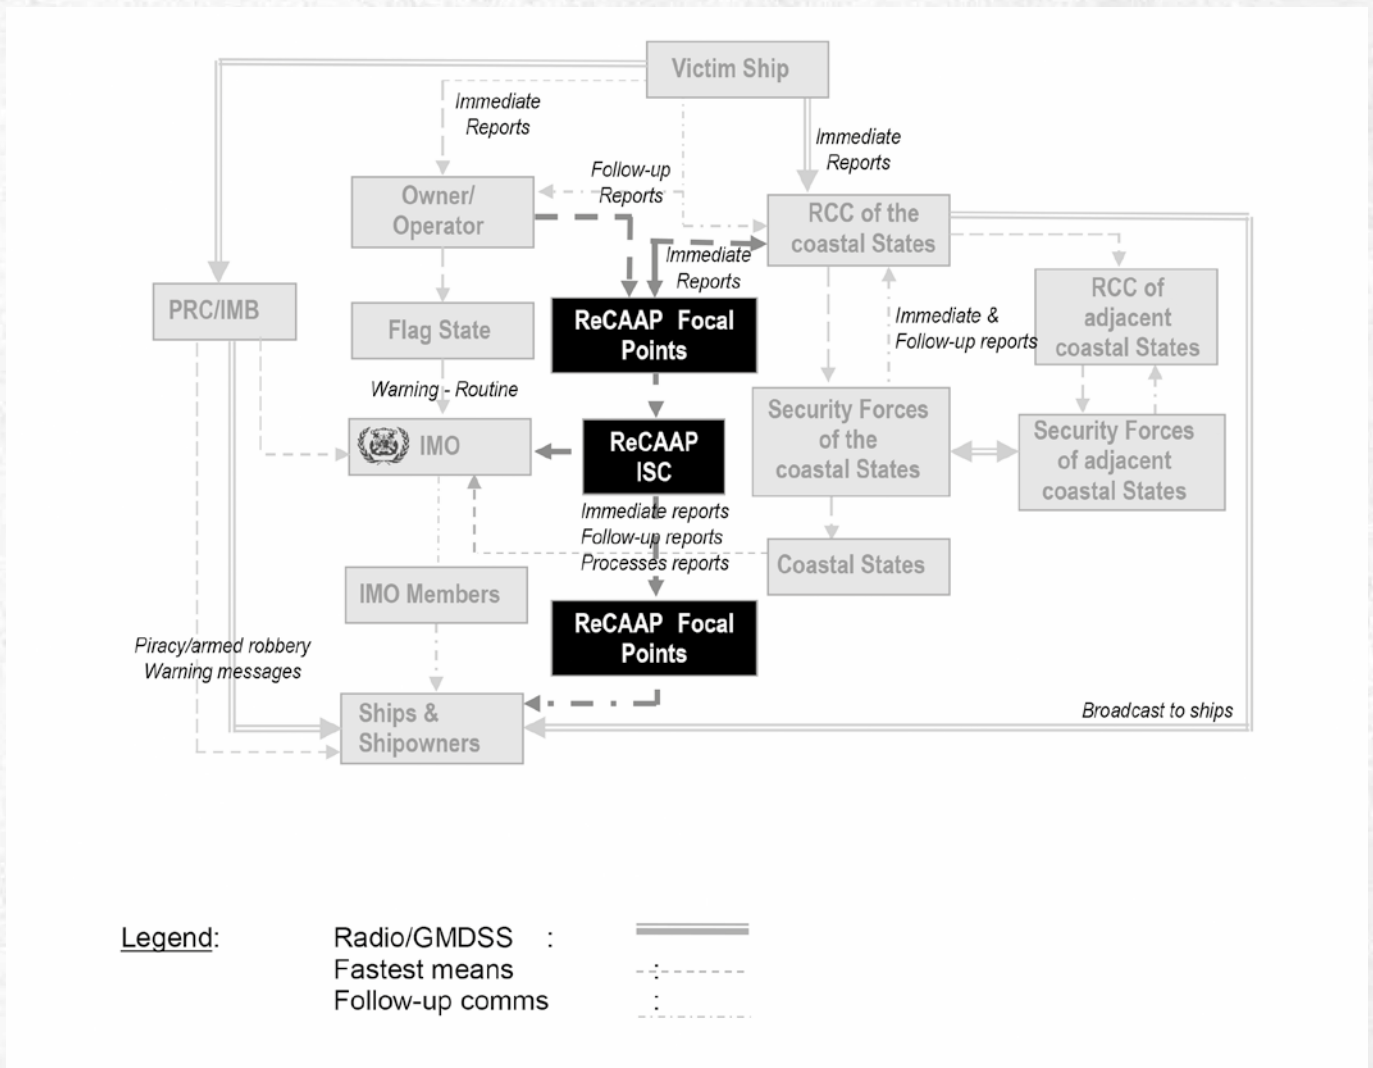 Victim Ship
Immediate
Reports
Immediate
Reports
Follow-up
Reports
Owner/
Operator
RCC of the
coastal States
Immediate
Reports
PRC/IMB
Flag State
ReCAAP Focal
Points
Immediate &
Follow-up reports
RCC of
adjacent
coastal States
Warning - Routine
IMO
ReCAAP
ISC
Security Forces
of the
coastal States
Security Forces
of adjacent
coastal States
Immediate reports
Follow-up reports
Processes reports
Coastal States
IMO Members
ReCAAP Focal
Points
Piracy/armed robbery
Warning messages
Ships &
Shipowners
Broadcast to ships
Legend:
Radio/GMDSS :
Fastest means :
Follow-up comms :